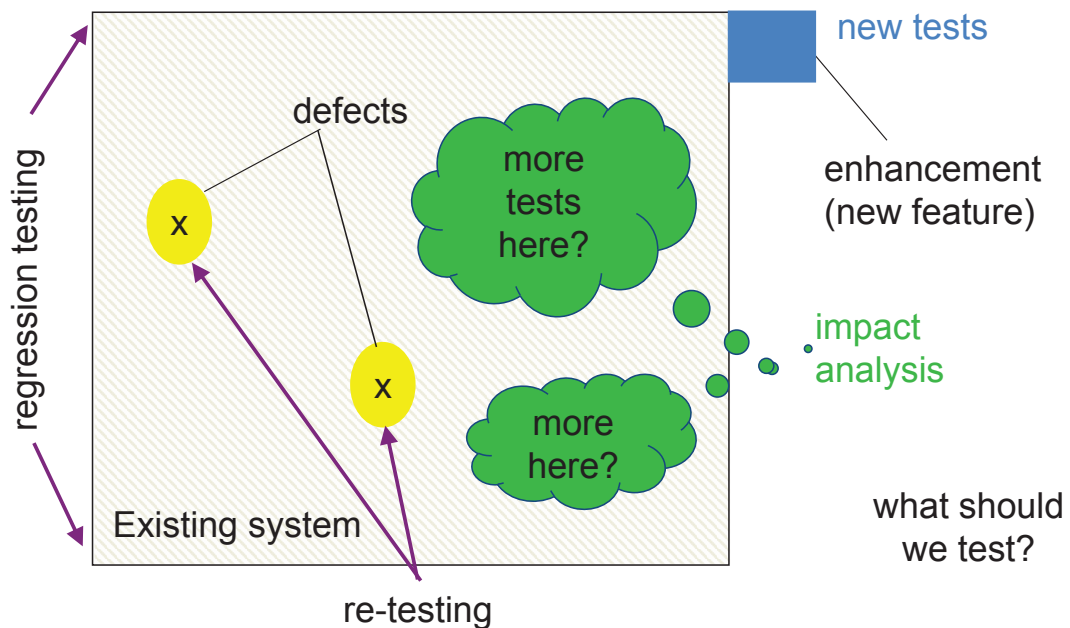 new tests
defects
more
tests
here?
enhancement
(new feature)
regression testing
x
impact
analysis
x
more
here?
Existing system
what should
we test?
re-testing